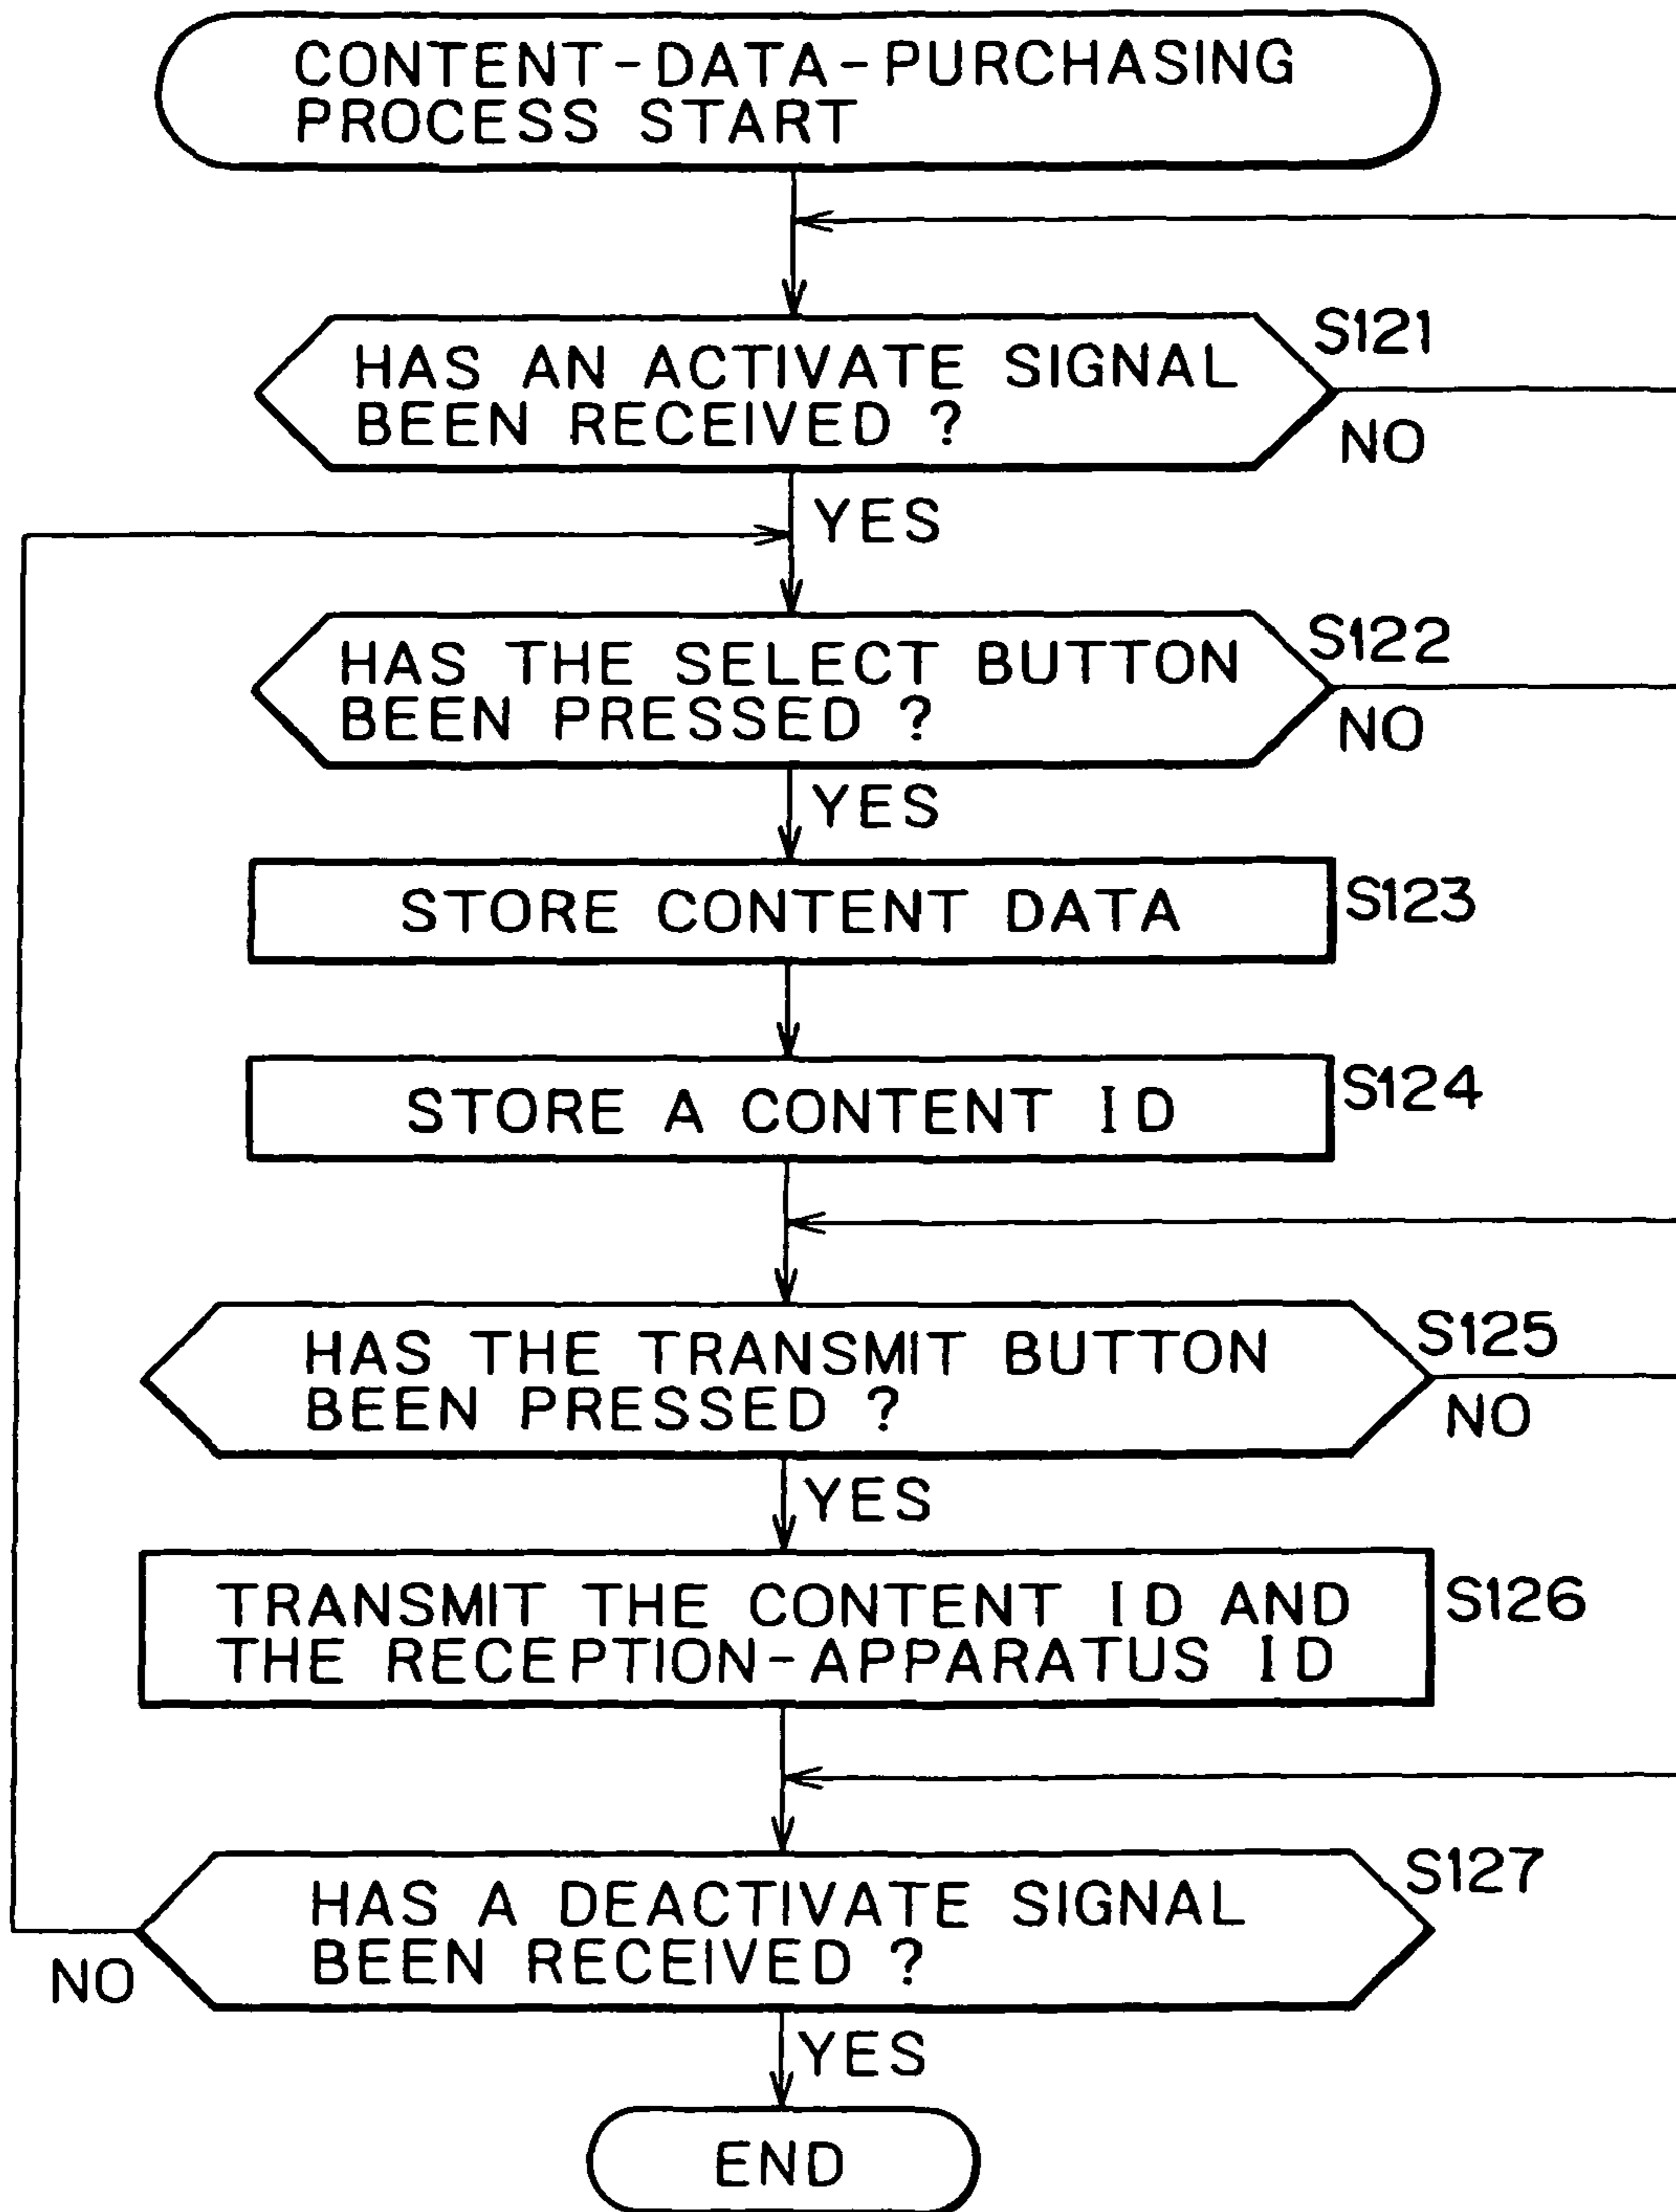 CONTENT-DATA-PURCHASING
PROCESS START
HAS AN ACTIVATE SIGNAL
BEEN RECEIVED ?
S121
NO
YES
HAS THE SELECT BUTTON
BEEN PRESSED ?
S122
NO
YES
STORE CONTENT DATA
S123
STORE A CONTENT ID
S124
HAS THE TRANSMIT BUTTON
BEEN PRESSED ?
S125
NO
YES
TRANSMIT THE CONTENT ID AND
THE RECEPTION-APPARATUS ID
S126
HAS A DEACTIVATE SIGNAL
BEEN RECEIVED ?
S127
NO
YES
END